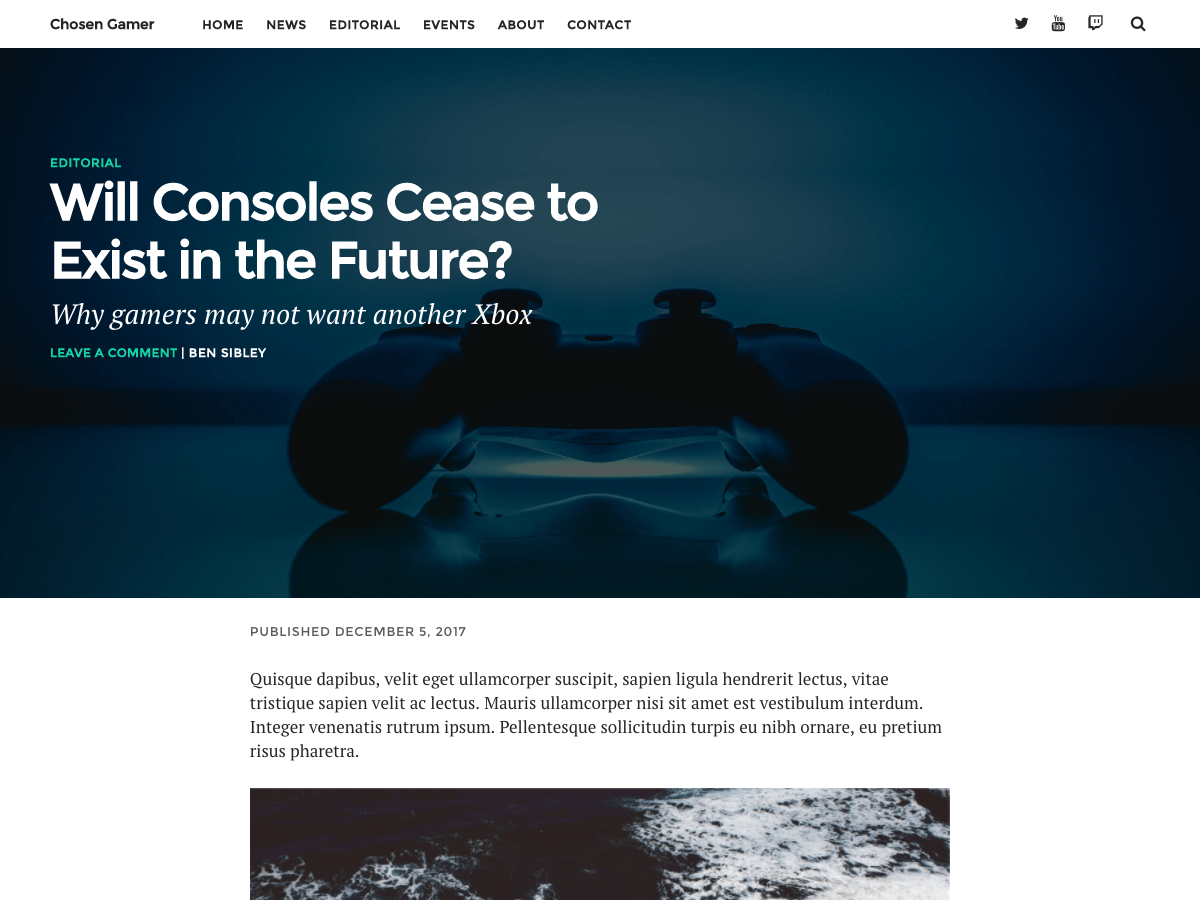 Chosen Gamer HOME NEWS EDITORIAL EVENTS ABOUT CONTACT You Tube
EDITORIAL
Will Consoles Cease to
Exist in the Future?
Why gamers may not want another Xbox
LEAVE A COMMENT | BEN SIBLEY
PUBLISHED DECEMBER 5, 2017
Quisque dapibus, velit eget ullamcorper suscipit, sapien ligula hendrerit lectus, vitae
tristique sapien velit ac lectus. Mauris ullamcorper nisi sit amet est vestibulum interdum.
Integer venenatis rutrum ipsum. Pellentesque sollicitudin turpis eu nibh ornare, eu pretium
risus pharetra.